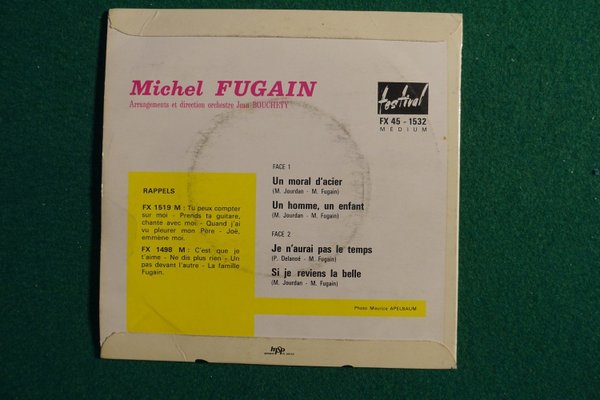 Michel FUGAIN
Arrangements et direction orchestre Jean BOUCHETY
festival
FX 45 - 1532
MEDIUM
FACE 1
Un moral d'acier
(M. Jourdan - M. Fugain)
Un homme, un enfant
(M. Jourdan - M. Fugain)
FACE 2
Je n'aurai pas le temps
(P. Delanoé - M. Fugain)
Si je reviens la belle
(M. Jourdan - M. Fugain)
RAPPELS
FX 1519 M : Tu peux compter
sur moi - Prends ta guitare,
chante avec moi - Quand j'ai
vu pleurer mon Père - Joë,
emmène moi.
FX 1498 M : C'est que je
t'aime - Ne dis plus rien - Un
pas devant l'autre - La famille
Fugain.
Photo Maurice APELBAUM